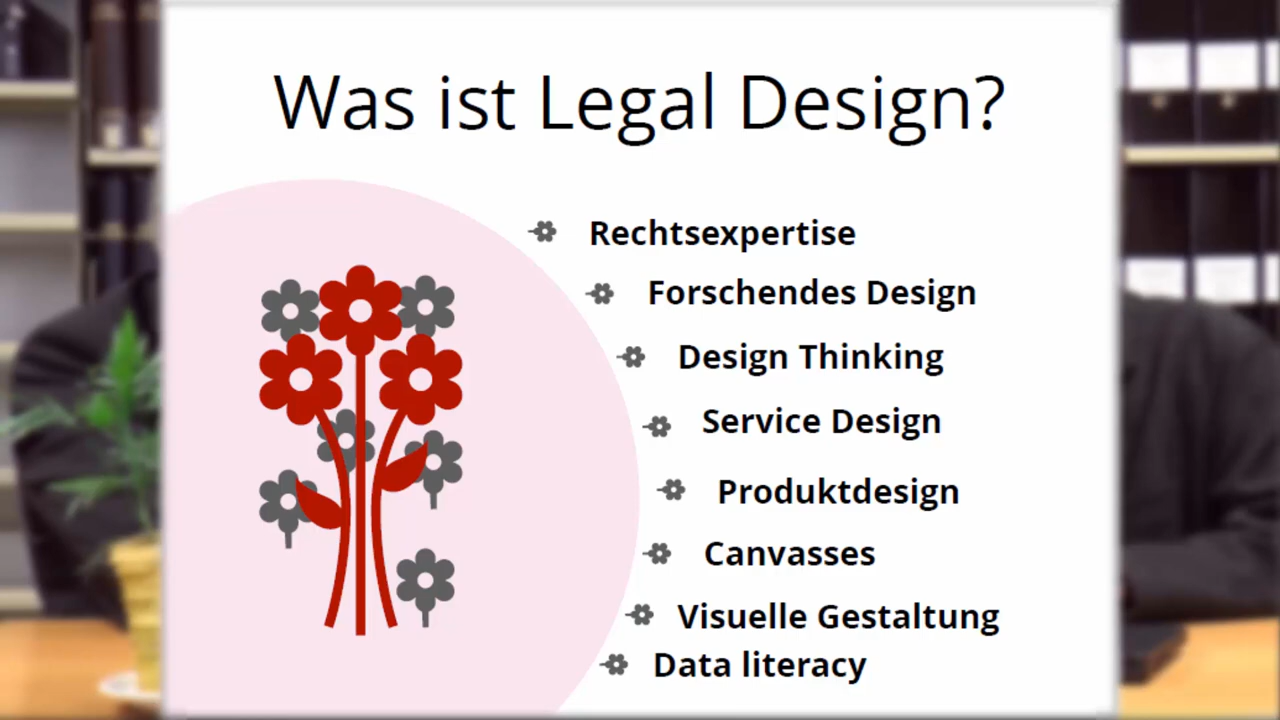 Was ist Legal Design?
Rechtsexpertise
Forschendes Design
Design Thinking
Service Design
Produktdesign
Canvasses
Visuelle Gestaltung
Data literacy